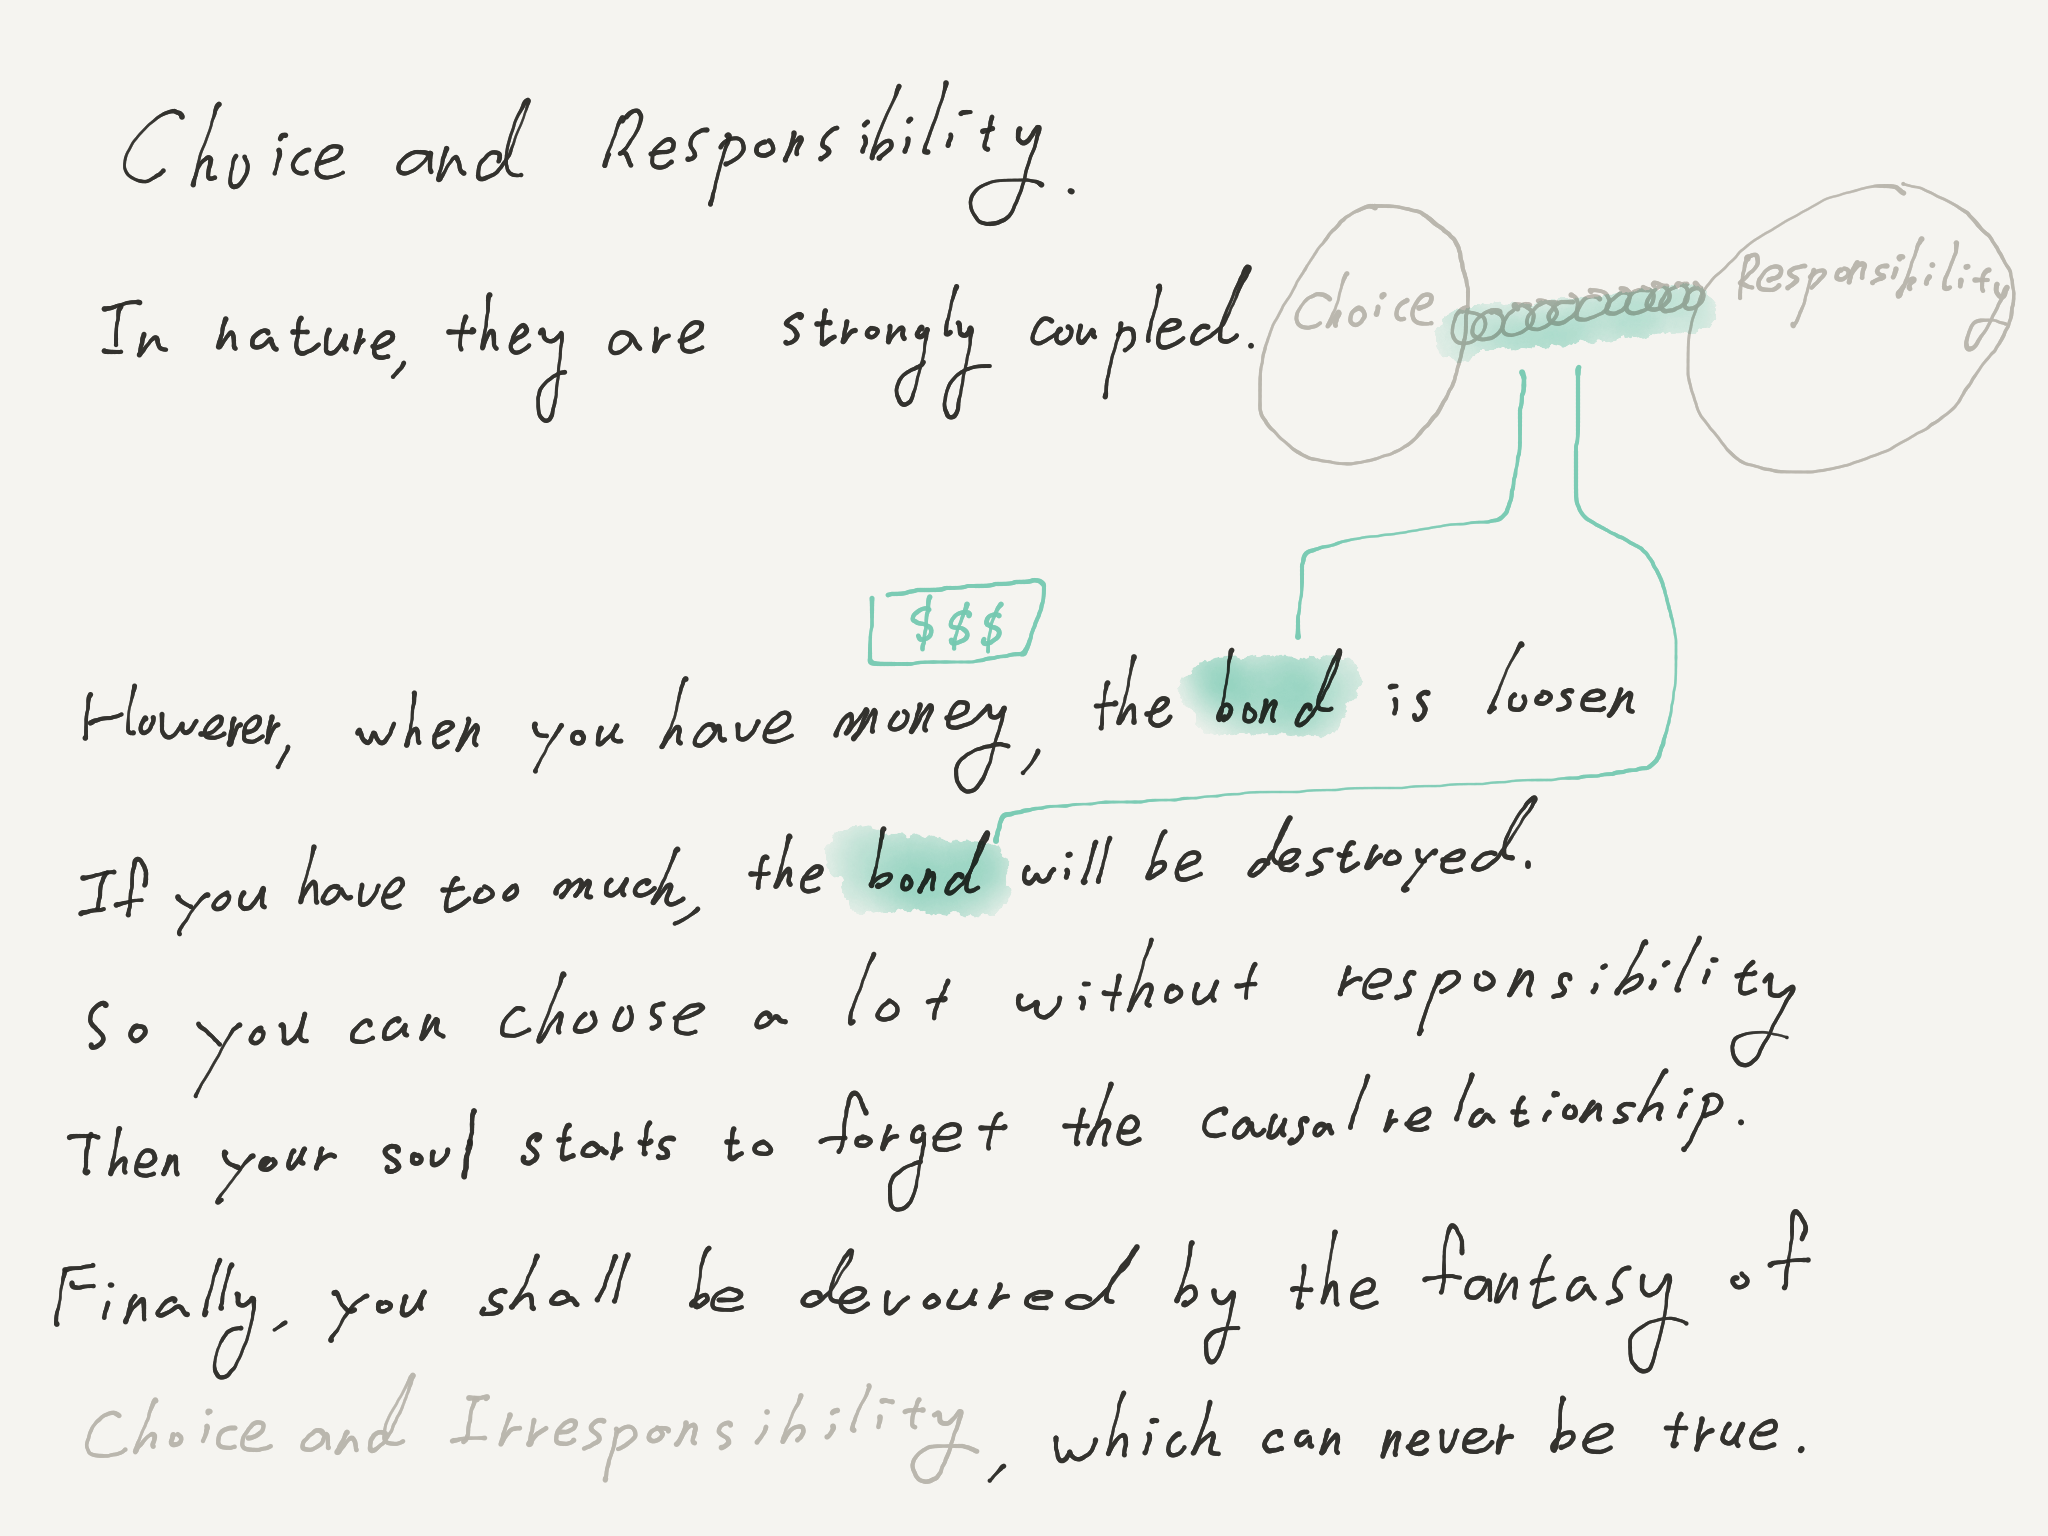 Choice and Responsibility.
In nature, they are strongly coupled.
Choice
Responsibility
$$$
However, when you have money, the bond is loosen
If you have too much, the bond will be destroyed.
So you can choose a lot without responsibility
Then your soul starts to forget the causal relationship.
Finally, you shall be devoured by the fantasy of
Choice and Irresponsibility, which can never be true.